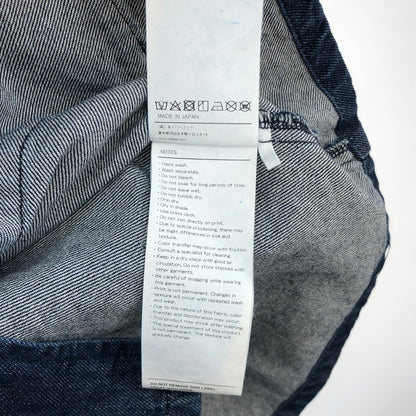 MADE IN JAPAN
NOTES
・Hand wash.
・Wash separately.
・Do not bleach.
・Do not soak for long periods of time.
・Do not leave wet.
・Do not tumble dry.
・Drip dry.
・Dry in shade.
・Use press cloth.
・Do not iron directly on print.
・Due to special processing, there may
be slight differences in size and
texture.
・Color transfer may occur with friction.
・Consult a specialist for cleaning.
・Keep in a dry place with good air
circulation. Do not store stacked with
other garments.
・Be careful of snagging while wearing
this garment.
・Print is not permanent. Changes in
texture will occur with repeated wash
and wear.
・Due to the nature of this fabric, color
transfer and discoloration may occur.
・This product may shrink after washing.
・The special treatment of this product
is not permanent. The texture will
gradually change.
DO NOT REMOVE THIS LABEL